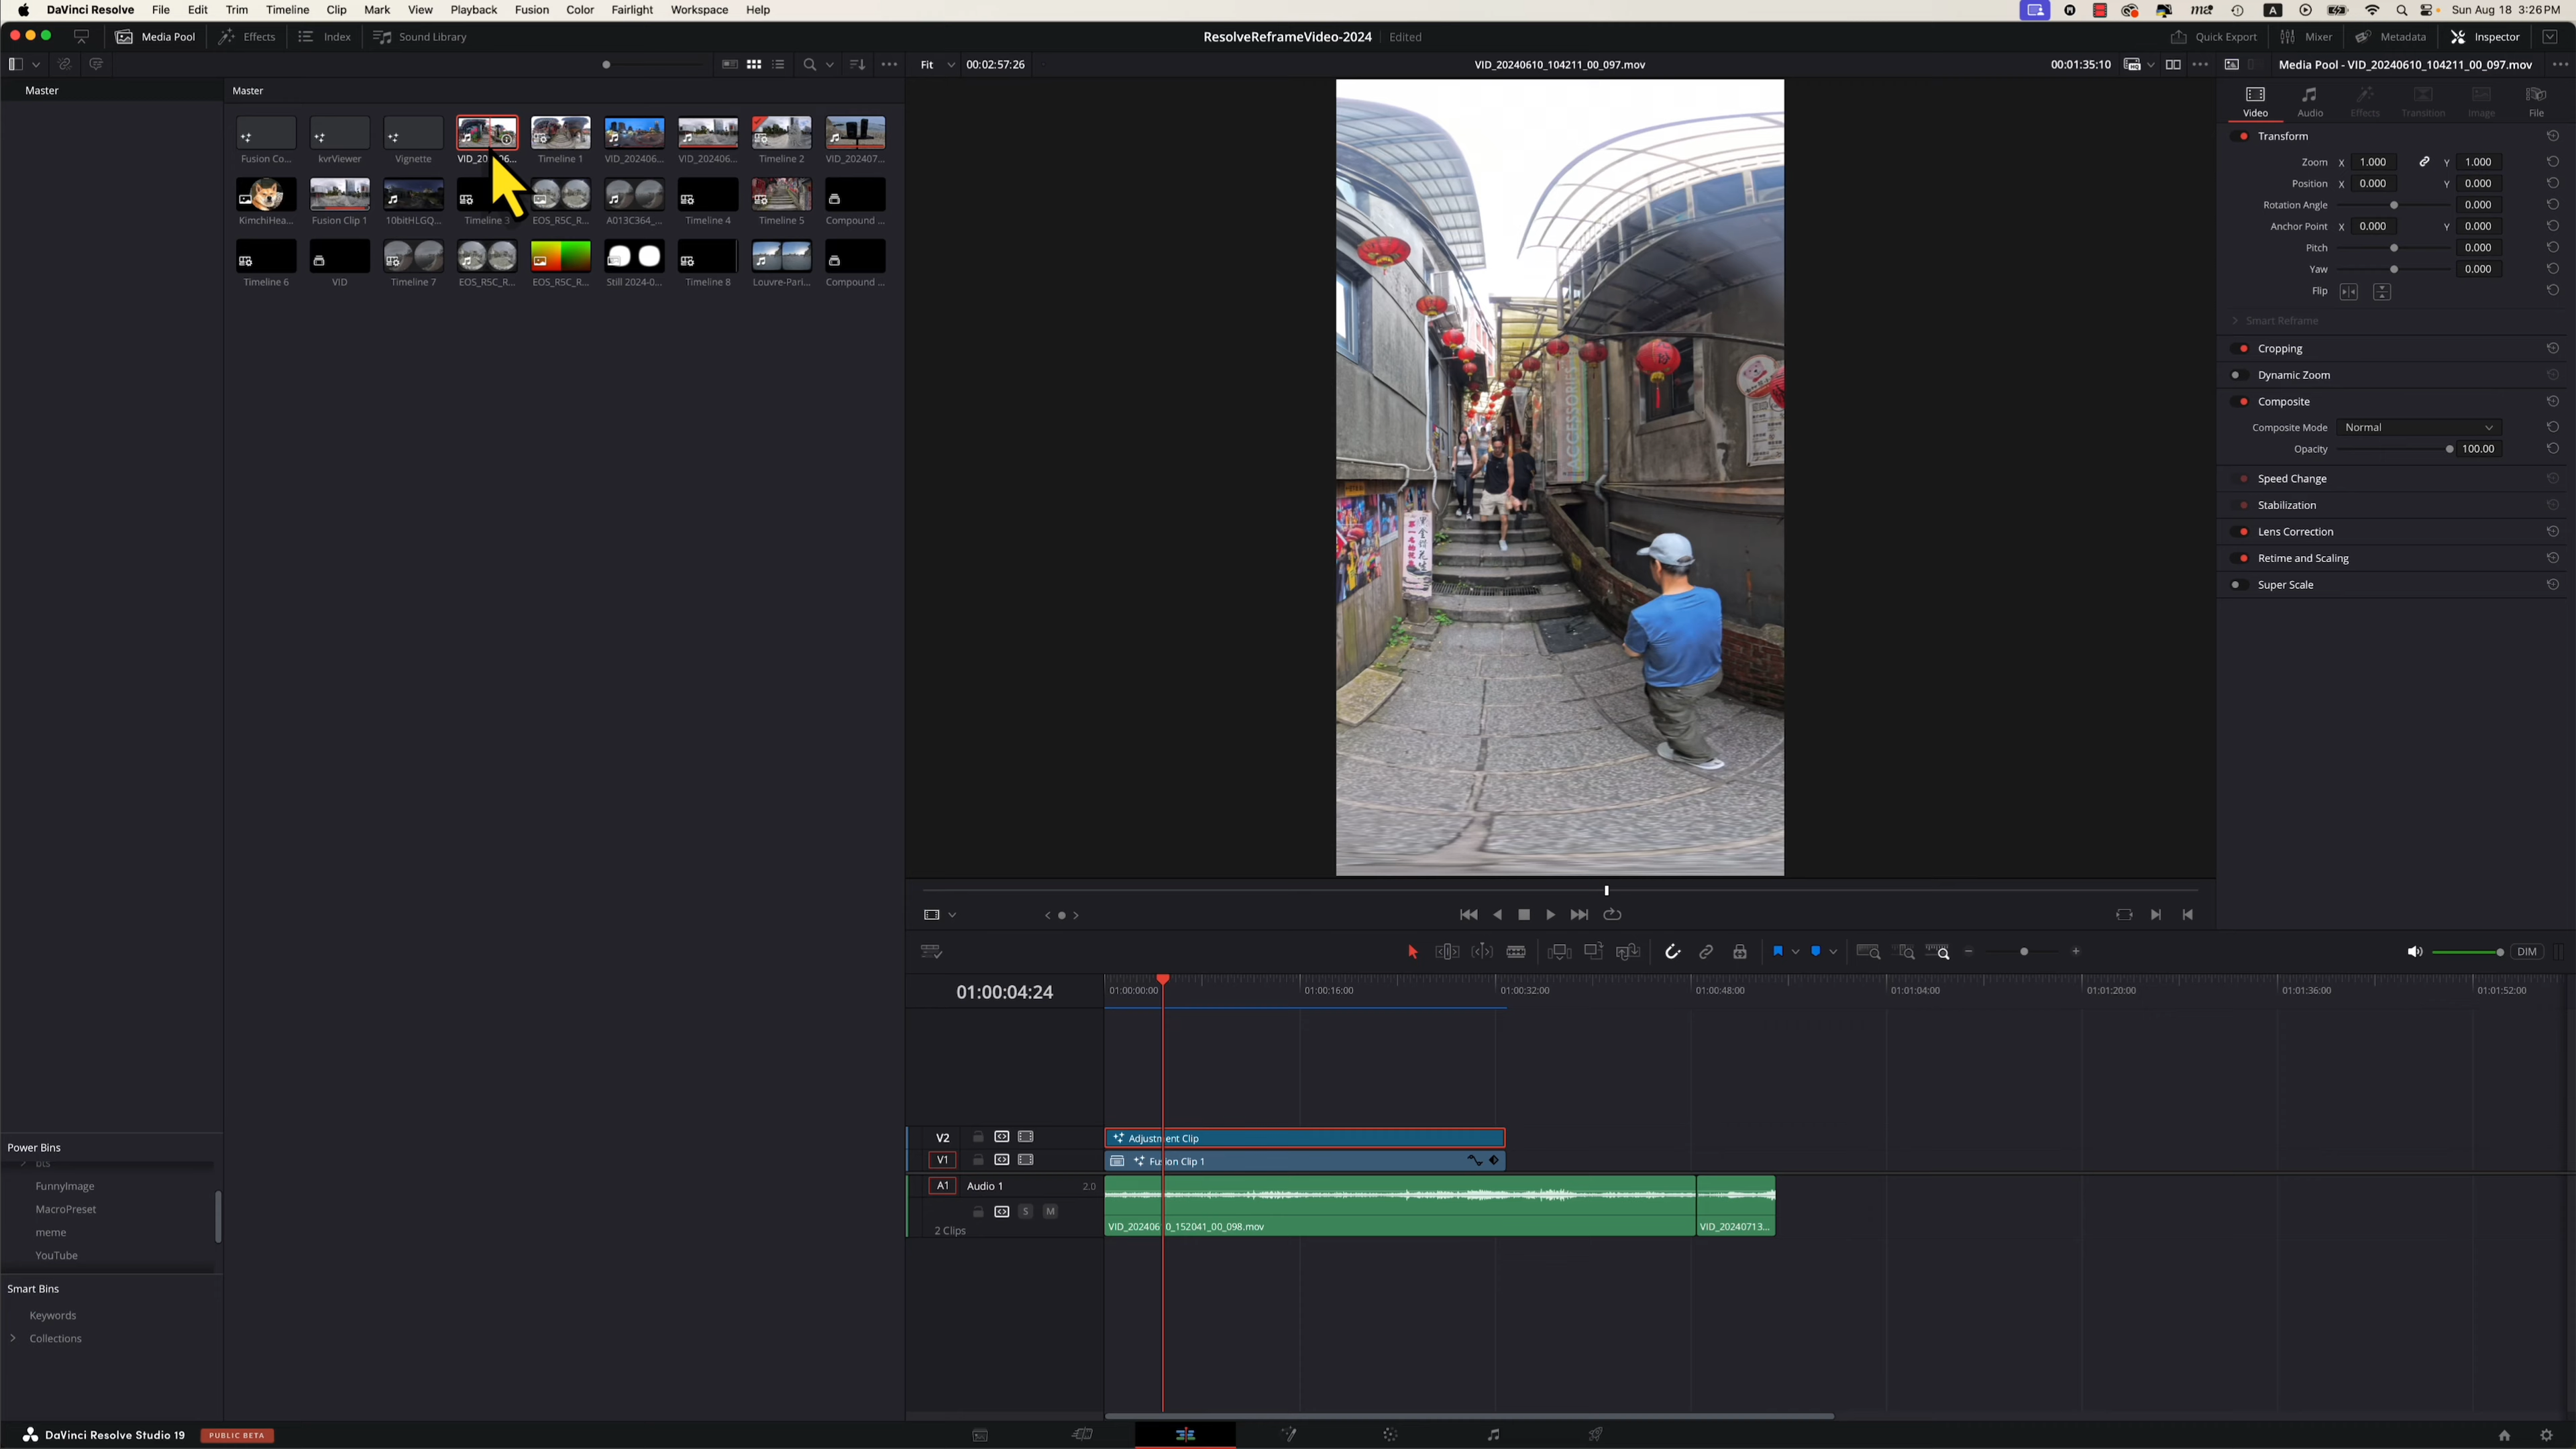 DaVinci Resolve File Edit Trim Timeline Clip Mark View Playback Fusion Color Fairlight Workspace Help
Sun Aug 18 3:26 PM
Media Pool Effects Index Sound Library
ResolveReframeVideo-2024 Edited
Quick Export Mixer Metadata Inspector
Fit 00:02:57:26
VID_20240610_104211_00_097.mov
00:01:35:10
Media Pool - VID_20240610_104211_00_097.mov
Master
Master
Fusion Co... kvrViewer Vignette Timeline 1 VID_202406... VID_202406... Timeline 2 VID_202407...
KimchiHea... Fusion Clip 1 10bitHLGQ... Timeline 3 EOS_R5C_R... A013C364_... Timeline 4 Timeline 5 Compound ...
Timeline 6 VID Timeline 7 EOS_R5C_R... EOS_R5C_R... Still 2024-0... Timeline 8 Louvre-Pari... Compound ...
ACCESSORIES
Video Audio Effects Transition Image File
Transform
Zoom X 1.000 Y 1.000
Position X 0.000 Y 0.000
Rotation Angle 0.000
Anchor Point X 0.000 Y 0.000
Pitch 0.000
Yaw 0.000
Flip
Smart Reframe
Cropping
Dynamic Zoom
Composite
Composite Mode Normal
Opacity 100.00
Speed Change
Stabilization
Lens Correction
Retime and Scaling
Super Scale
DIM
01:00:04:24
01:00:00:00 01:00:16:00 01:00:32:00 01:00:48:00 01:01:04:00 01:01:20:00 01:01:36:00 01:01:52:00
V2 Adjustment Clip
V1 Fusion Clip 1
A1 Audio 1 2.0
S M
2 Clips
VID_20240610_152041_00_098.mov VID_20240713...
Power Bins
bts
FunnyImage
MacroPreset
meme
YouTube
Smart Bins
Keywords
Collections
DaVinci Resolve Studio 19 PUBLIC BETA